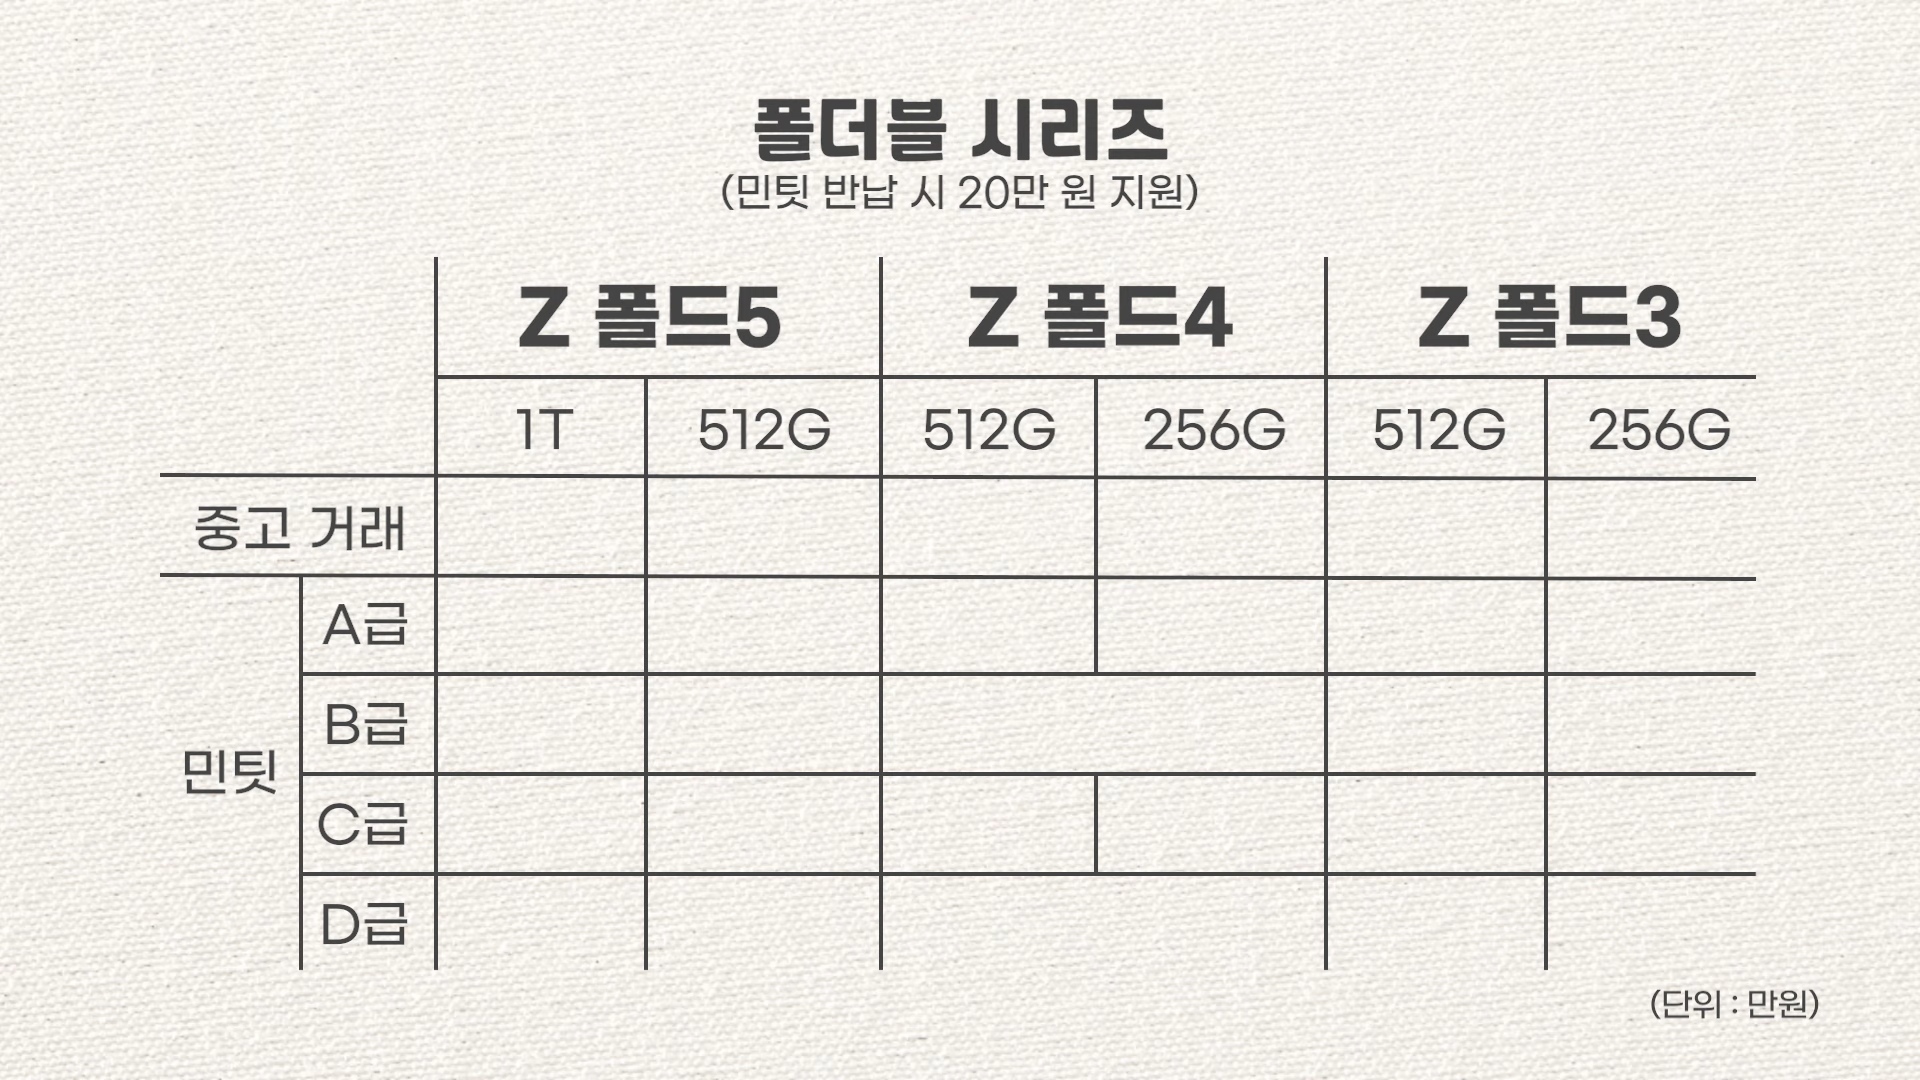 폴더블 시리즈
(민팃 반납 시 20만 원 지원)
Z 폴드5 Z 폴드4 Z 폴드3
1T 512G 512G 256G 512G 256G
중고 거래
A급
B급
민팃
C급
D급
(단위 : 만원)